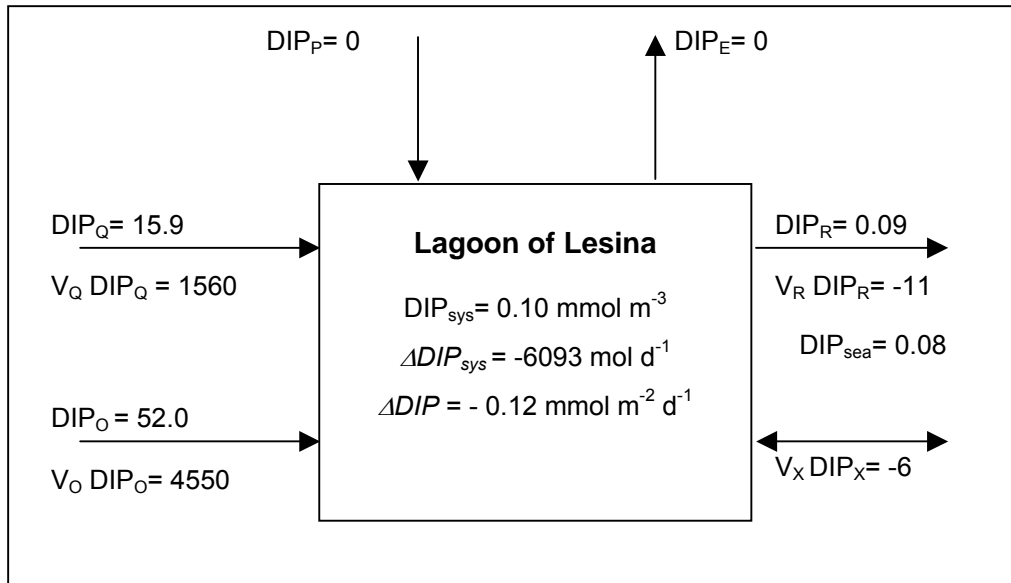 DIP_P= 0
DIP_E= 0
DIP_Q= 15.9
V_Q DIP_Q = 1560
DIP_O = 52.0
V_O DIP_O= 4550
Lagoon of Lesina
DIP_sys= 0.10 mmol m^-3
ΔDIP_sys = -6093 mol d^-1
ΔDIP = - 0.12 mmol m^-2 d^-1
DIP_R= 0.09
V_R DIP_R= -11
DIP_sea= 0.08
V_X DIP_X= -6